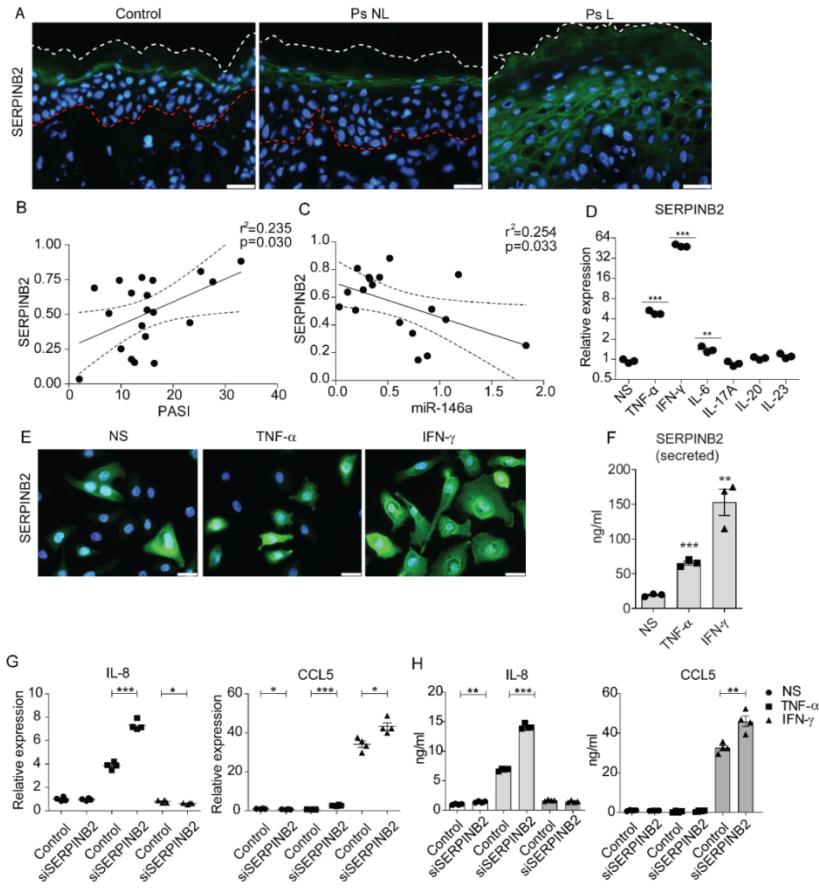 A
Control
Ps NL
Ps L
SERPINB2
B
r²=0.235
p=0.030
SERPINB2
1.00
0.75
0.50
0.25
0.00
0
10
20
30
40
PASI
C
r²=0.254
p=0.033
SERPINB2
1.0
0.8
0.6
0.4
0.2
0.0
0.0
0.5
1.0
1.5
2.0
miR-146a
D
SERPINB2
Relative expression
64
32
16
8
4
2
1
0.5
***
***
**
NS
TNF-α
IFN-γ
IL-6
IL-17A
IL-20
IL-23
E
NS
TNF-α
IFN-γ
SERPINB2
F
SERPINB2
(secreted)
ng/ml
200
150
100
50
0
***
**
NS
TNF-α
IFN-γ
G
IL-8
Relative expression
10
8
6
4
2
0
***
*
Control
siSERPINB2
Control
siSERPINB2
Control
siSERPINB2
CCL5
Relative expression
60
40
20
0
*
***
*
Control
siSERPINB2
Control
siSERPINB2
Control
siSERPINB2
H
IL-8
ng/ml
20
15
10
5
0
**
***
Control
siSERPINB2
Control
siSERPINB2
Control
siSERPINB2
CCL5
ng/ml
60
40
20
0
**
Control
siSERPINB2
Control
siSERPINB2
Control
siSERPINB2
NS
TNF-α
IFN-γ